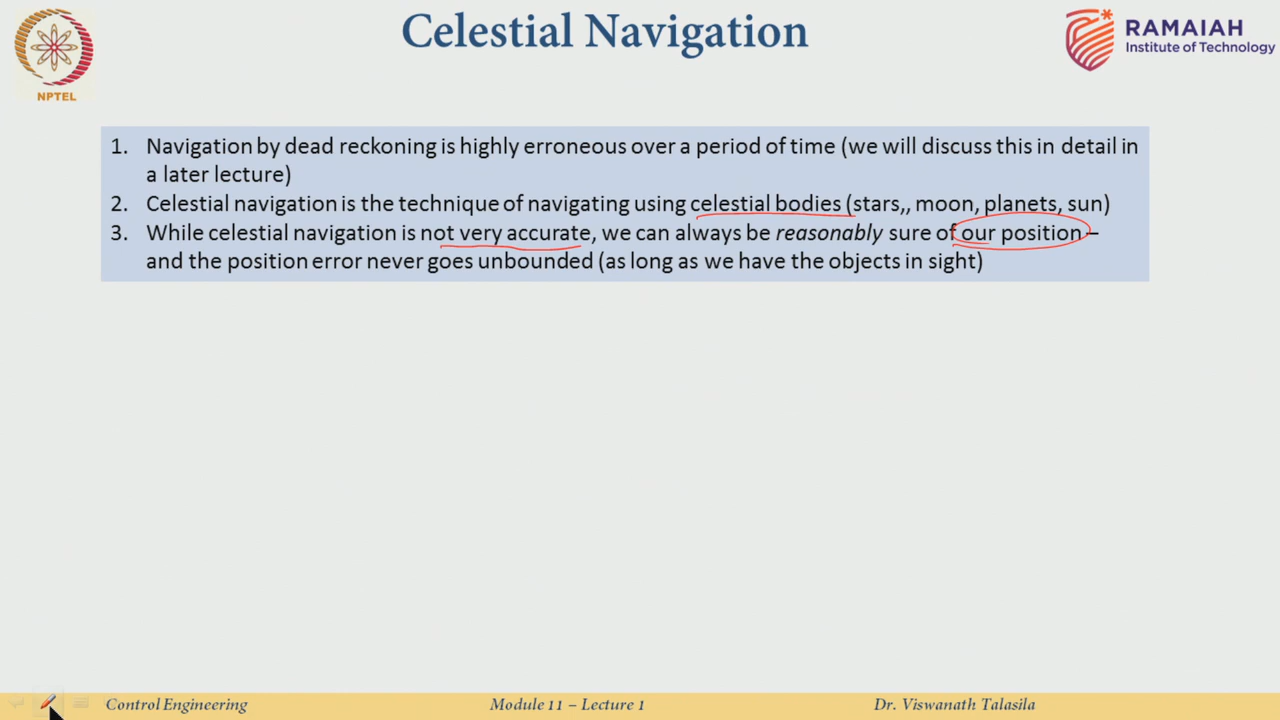 Celestial Navigation
NPTEL
RAMAIAH
Institute of Technology
1. Navigation by dead reckoning is highly erroneous over a period of time (we will discuss this in detail in
a later lecture)
2. Celestial navigation is the technique of navigating using celestial bodies (stars,, moon, planets, sun)
3. While celestial navigation is not very accurate, we can always be reasonably sure of our position –
and the position error never goes unbounded (as long as we have the objects in sight)
Control Engineering
Module 11 – Lecture 1
Dr. Viswanath Talasila